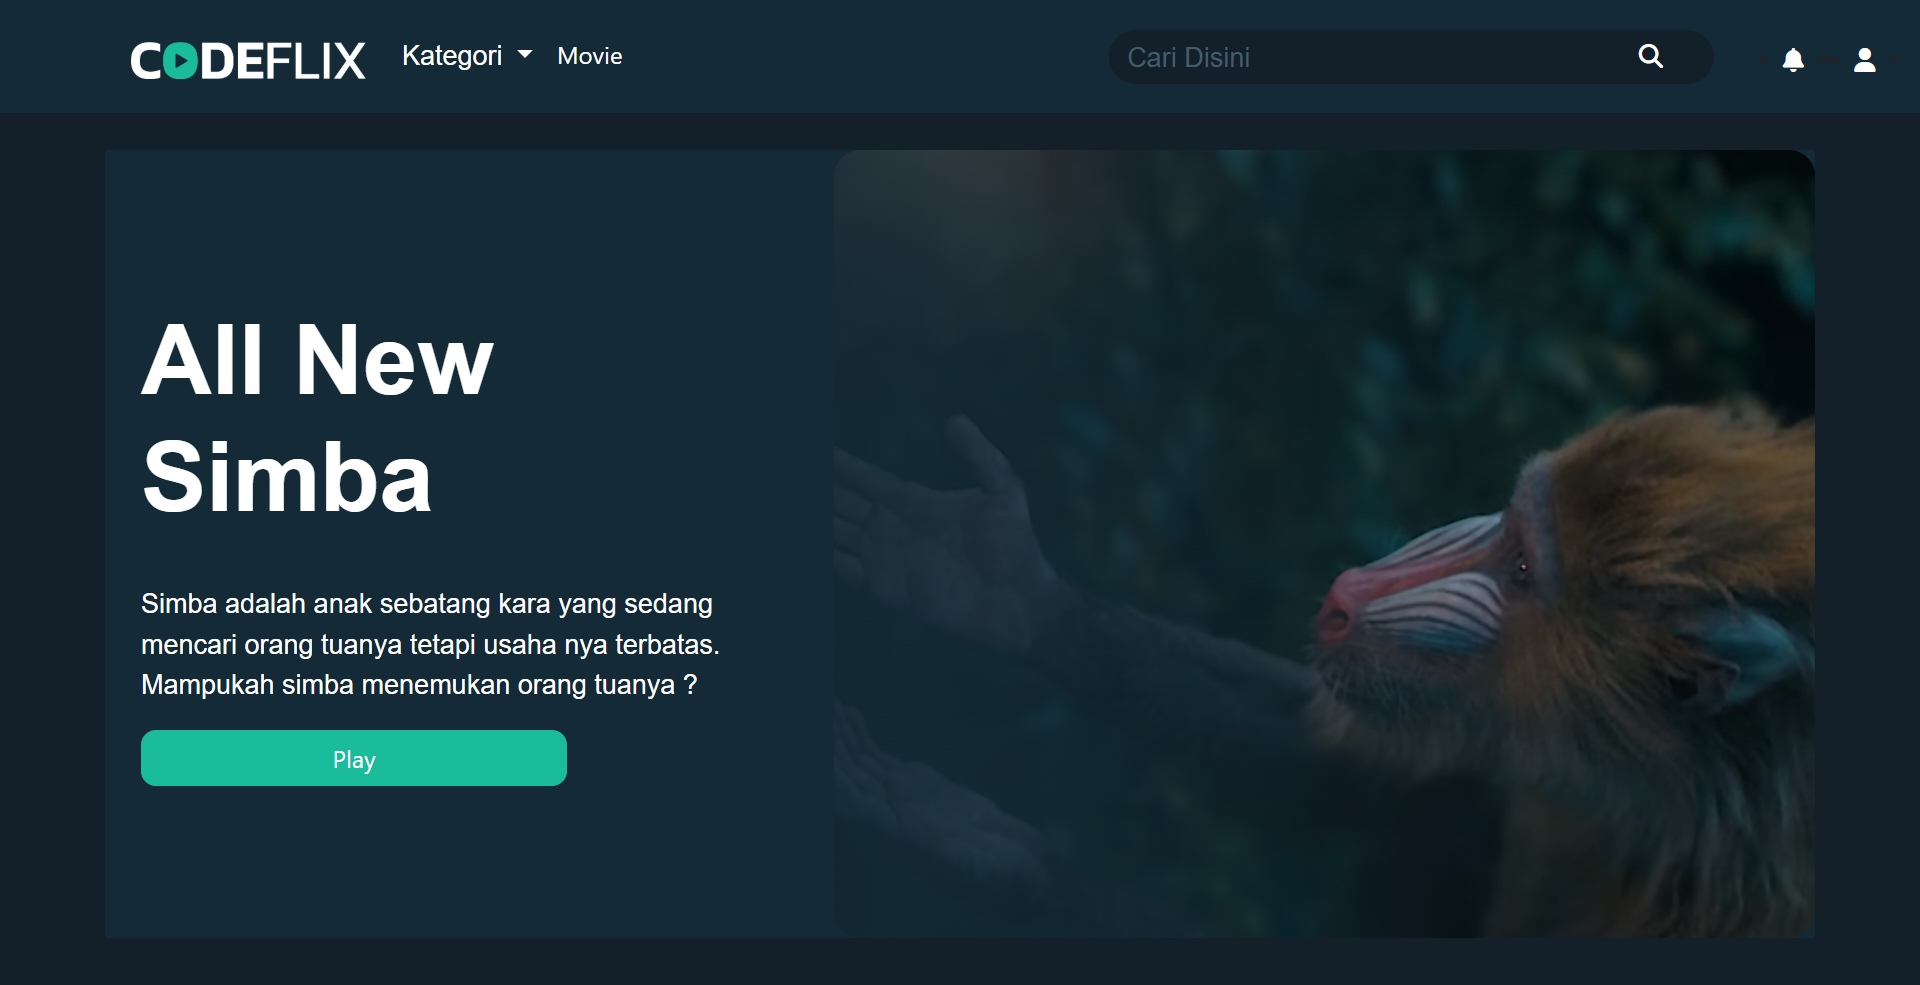 CODEFLIX
Kategori
Movie
Cari Disini
All New
Simba
Simba adalah anak sebatang kara yang sedang
mencari orang tuanya tetapi usaha nya terbatas.
Mampukah simba menemukan orang tuanya ?
Play